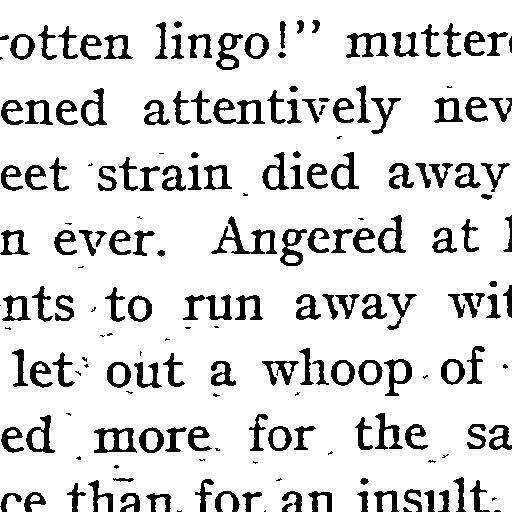 rotten lingo!” muttere
ened attentively nev
eet strain died away
n ever. Angered at
nts to run away wit
let out a whoop of
ed more for the sa
ce than for an insult.